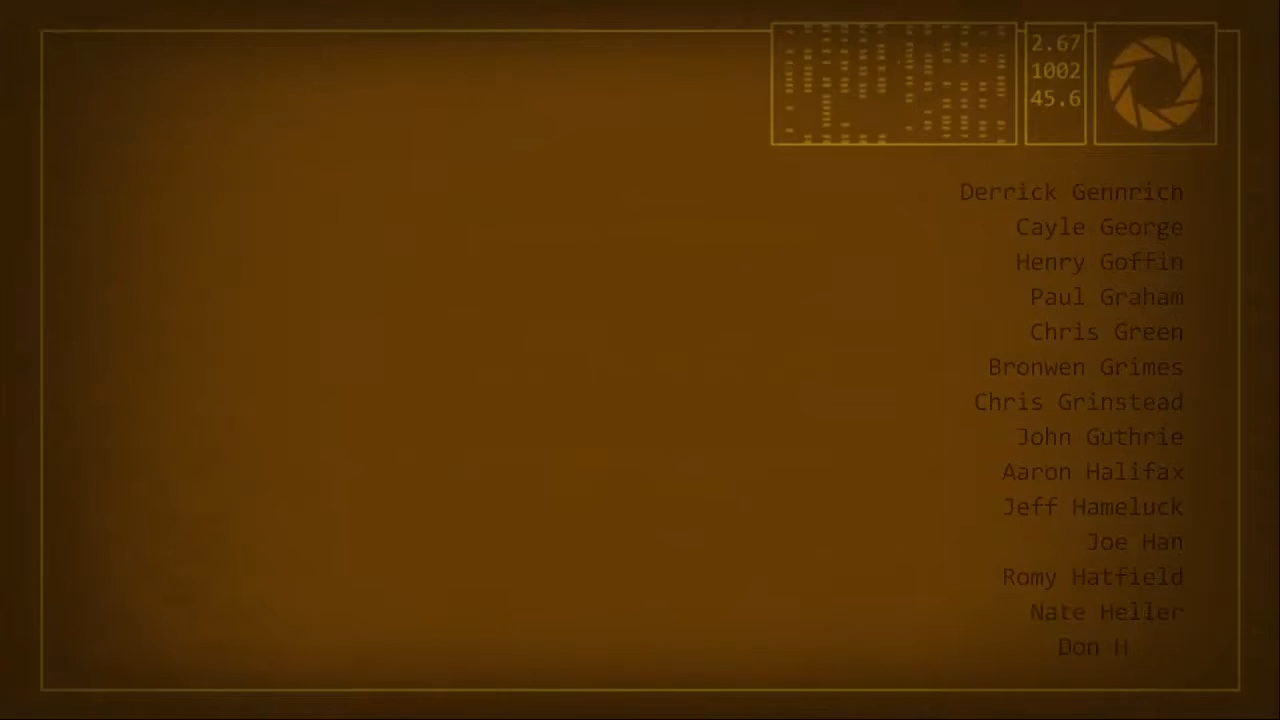 2.67
1002
45.6
Derrick Gennrich
Cayle George
Henry Goffin
Paul Graham
Chris Green
Bronwen Grimes
Chris Grinstead
John Guthrie
Aaron Halifax
Jeff Hameluck
Joe Han
Romy Hatfield
Nate Heller
Don H